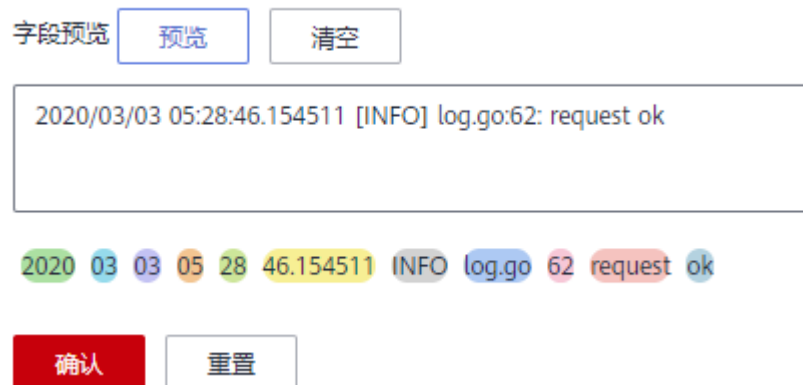 字段预览 预览 清空
2020/03/03 05:28:46.154511 [INFO] log.go:62: request ok
2020 03 03 05 28 46.154511 INFO log.go 62 request ok
确认 重置